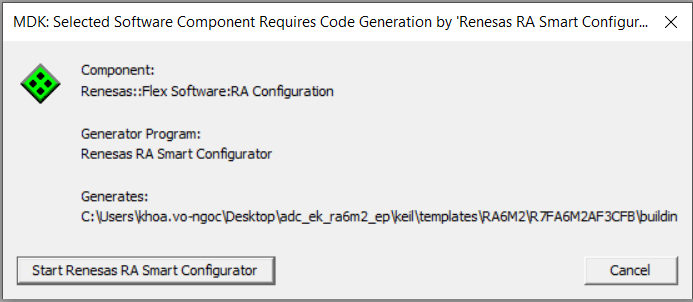 MDK: Selected Software Component Requires Code Generation by 'Renesas RA Smart Configur...
Component:
Renesas::Flex Software:RA Configuration
Generator Program:
Renesas RA Smart Configurator
Generates:
C:\Users\khoa.vo-ngoc\Desktop\adc_ek_ra6m2_ep\keil\templates\RA6M2\R7FA6M2AF3CFB\buildin
Start Renesas RA Smart Configurator
Cancel